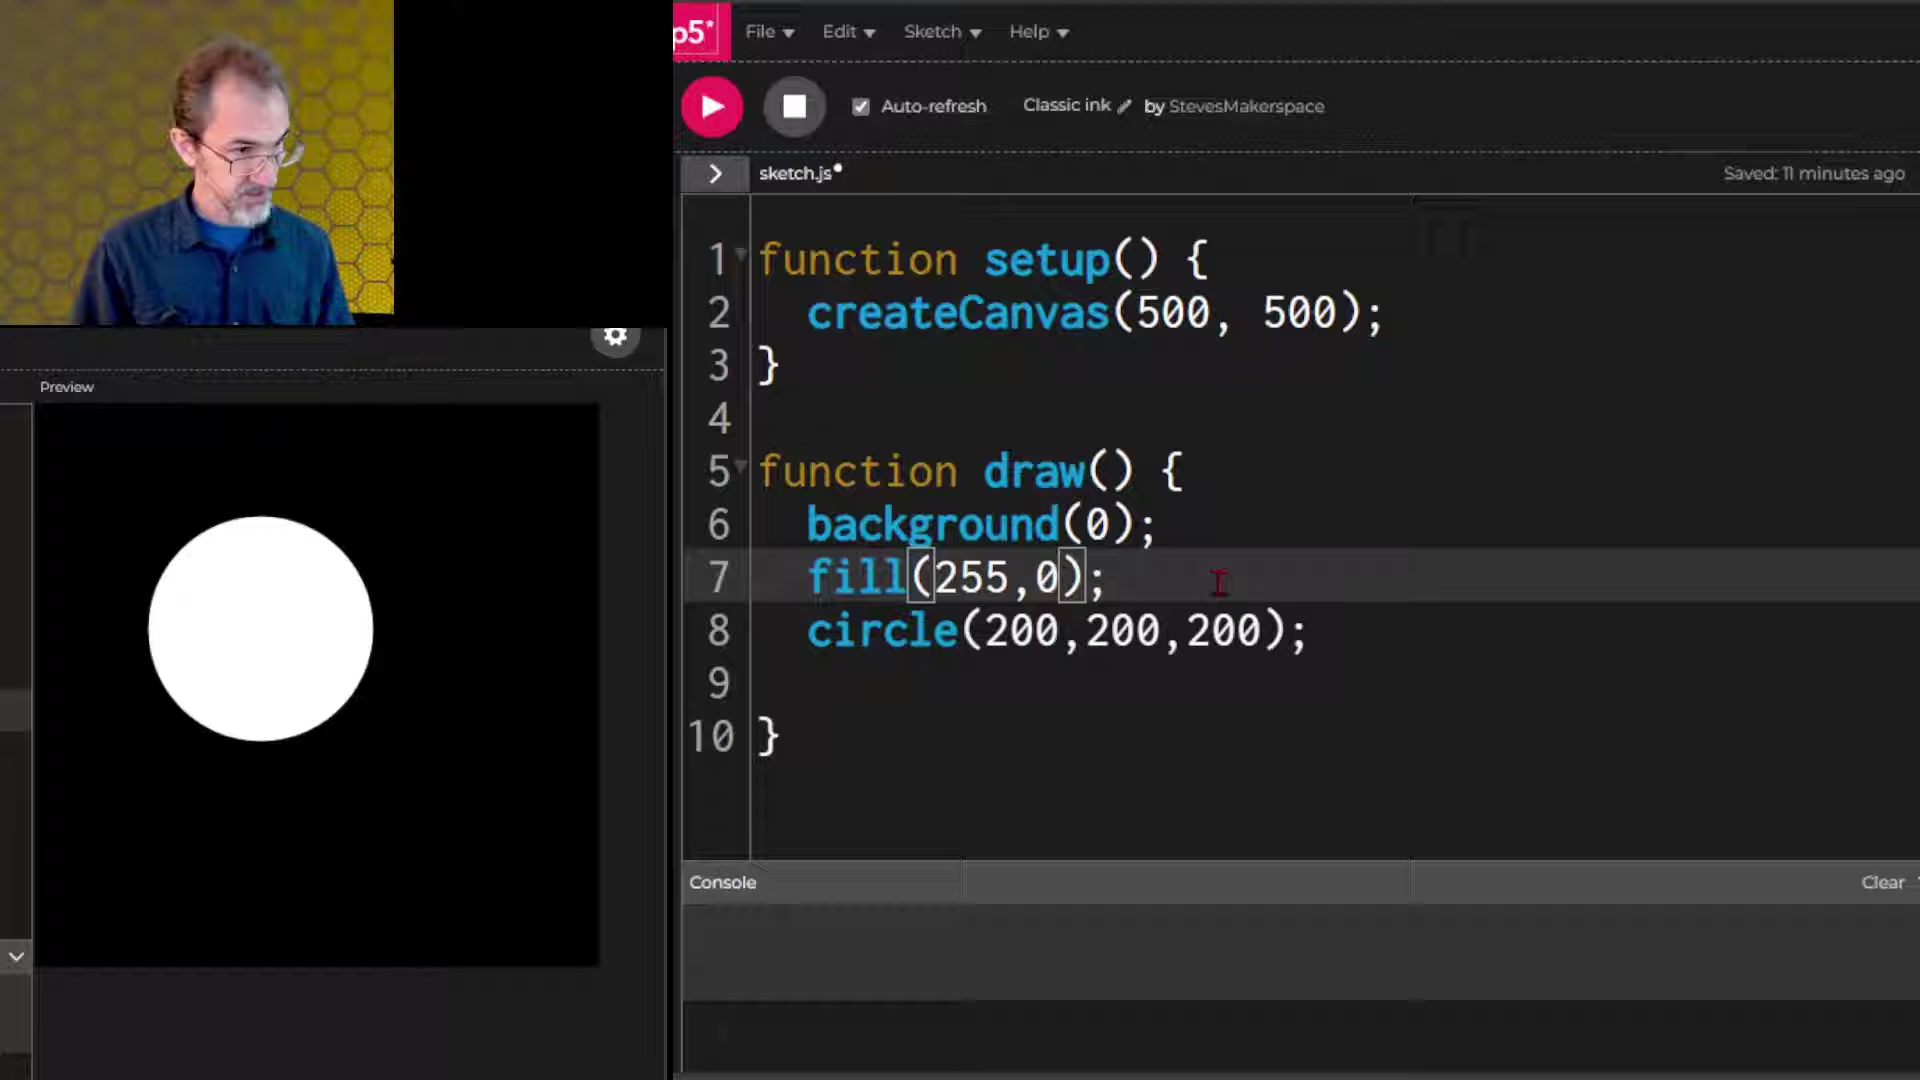 p5*
File
Edit
Sketch
Help
Auto-refresh
Classic ink
by StevesMakerspace
sketch.js
Saved: 11 minutes ago
Preview
1 function setup() {
2 createCanvas(500, 500);
3 }
4
5 function draw() {
6 background(0);
7 fill(255,0);
8 circle(200,200,200);
9
10 }
Console
Clear